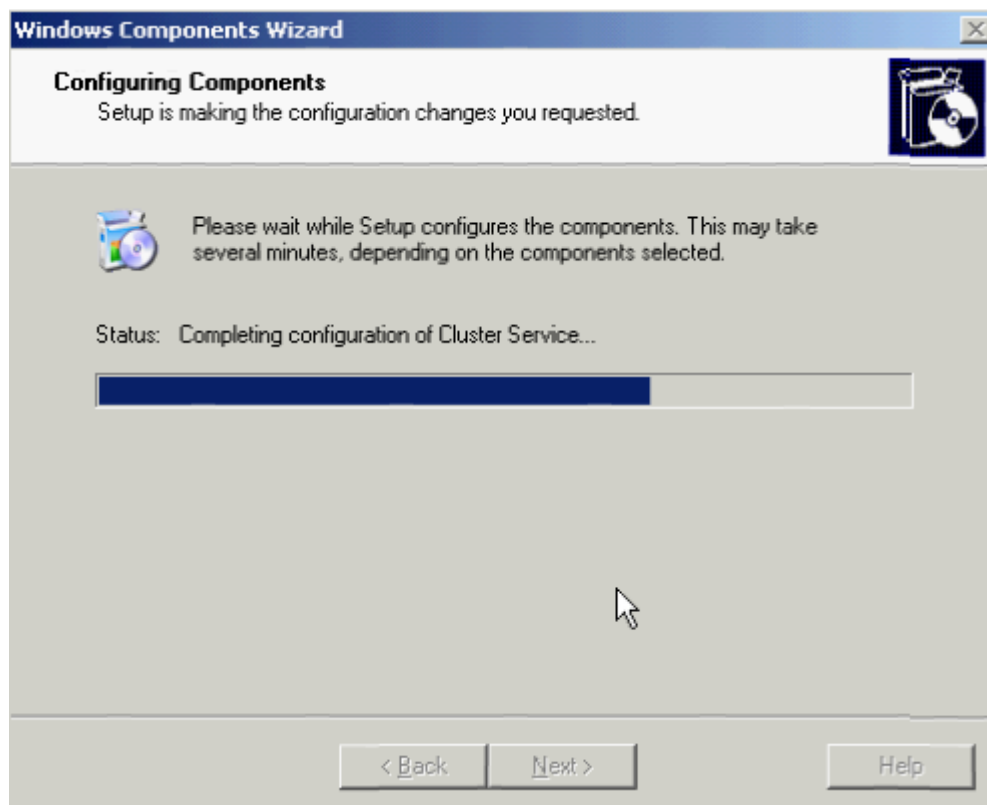 Windows Components Wizard
Configuring Components
Setup is making the configuration changes you requested.
Please wait while Setup configures the components. This may take
several minutes, depending on the components selected.
Status: Completing configuration of Cluster Service...
< Back Next > Help